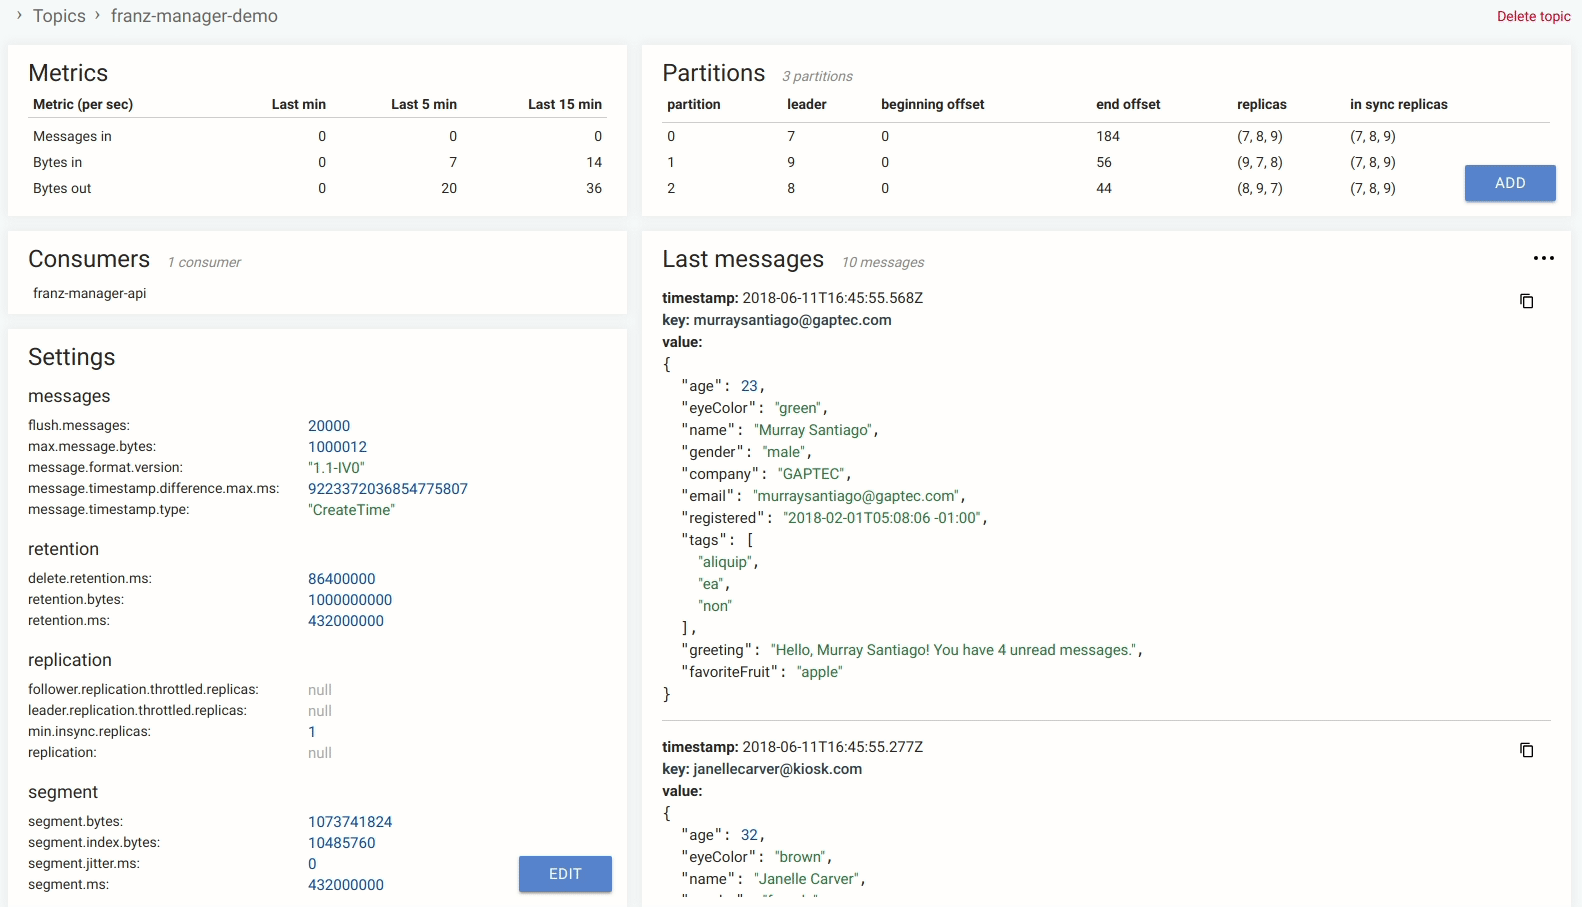 › Topics › franz-manager-demo
Delete topic
Metrics
Metric (per sec) Last min Last 5 min Last 15 min
Messages in 0 0 0
Bytes in 0 7 14
Bytes out 0 20 36
Partitions 3 partitions
partition leader beginning offset end offset replicas in sync replicas
0 7 0 184 (7, 8, 9) (7, 8, 9)
1 9 0 56 (9, 7, 8) (7, 8, 9)
2 8 0 44 (8, 9, 7) (7, 8, 9)
ADD
Consumers 1 consumer
franz-manager-api
Settings
messages
flush.messages: 20000
max.message.bytes: 1000012
message.format.version: "1.1-IV0"
message.timestamp.difference.max.ms: 9223372036854775807
message.timestamp.type: "CreateTime"
retention
delete.retention.ms: 86400000
retention.bytes: 1000000000
retention.ms: 432000000
replication
follower.replication.throttled.replicas: null
leader.replication.throttled.replicas: null
min.insync.replicas: 1
replication: null
segment
segment.bytes: 1073741824
segment.index.bytes: 10485760
segment.jitter.ms: 0
segment.ms: 432000000
EDIT
Last messages 10 messages
timestamp: 2018-06-11T16:45:55.568Z
key: murraysantiago@gaptec.com
value:
{
"age": 23,
"eyeColor": "green",
"name": "Murray Santiago",
"gender": "male",
"company": "GAPTEC",
"email": "murraysantiago@gaptec.com",
"registered": "2018-02-01T05:08:06 -01:00",
"tags": [
"aliquip",
"ea",
"non"
],
"greeting": "Hello, Murray Santiago! You have 4 unread messages.",
"favoriteFruit": "apple"
}
timestamp: 2018-06-11T16:45:55.277Z
key: janellecarver@kiosk.com
value:
{
"age": 32,
"eyeColor": "brown",
"name": "Janelle Carver",